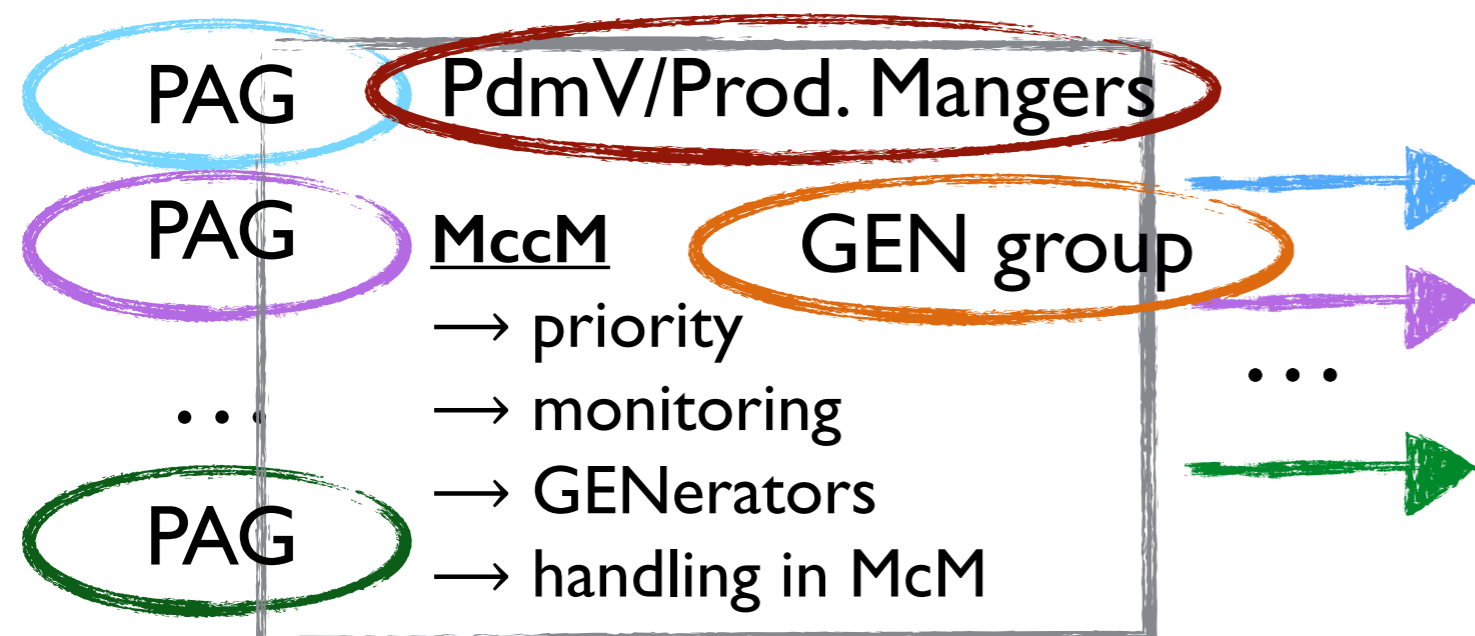 PAG
PdmV/Prod. Mangers
PAG
MccM
GEN group
→ priority
...
→ monitoring
...
→ GENerators
PAG
→ handling in McM